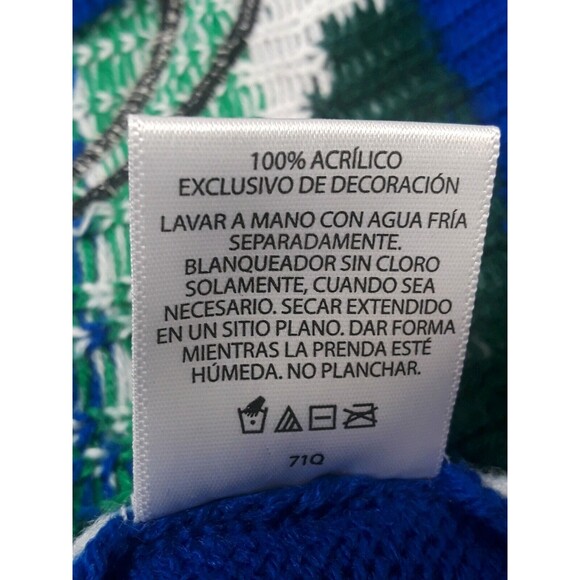 100% ACRÍLICO
EXCLUSIVO DE DECORACIÓN
LAVAR A MANO CON AGUA FRÍA
SEPARADAMENTE.
BLANQUEADOR SIN CLORO
SOLAMENTE, CUANDO SEA
NECESARIO. SECAR EXTENDIDO
EN UN SITIO PLANO. DAR FORMA
MIENTRAS LA PRENDA ESTÉ
HÚMEDA. NO PLANCHAR.
71Q